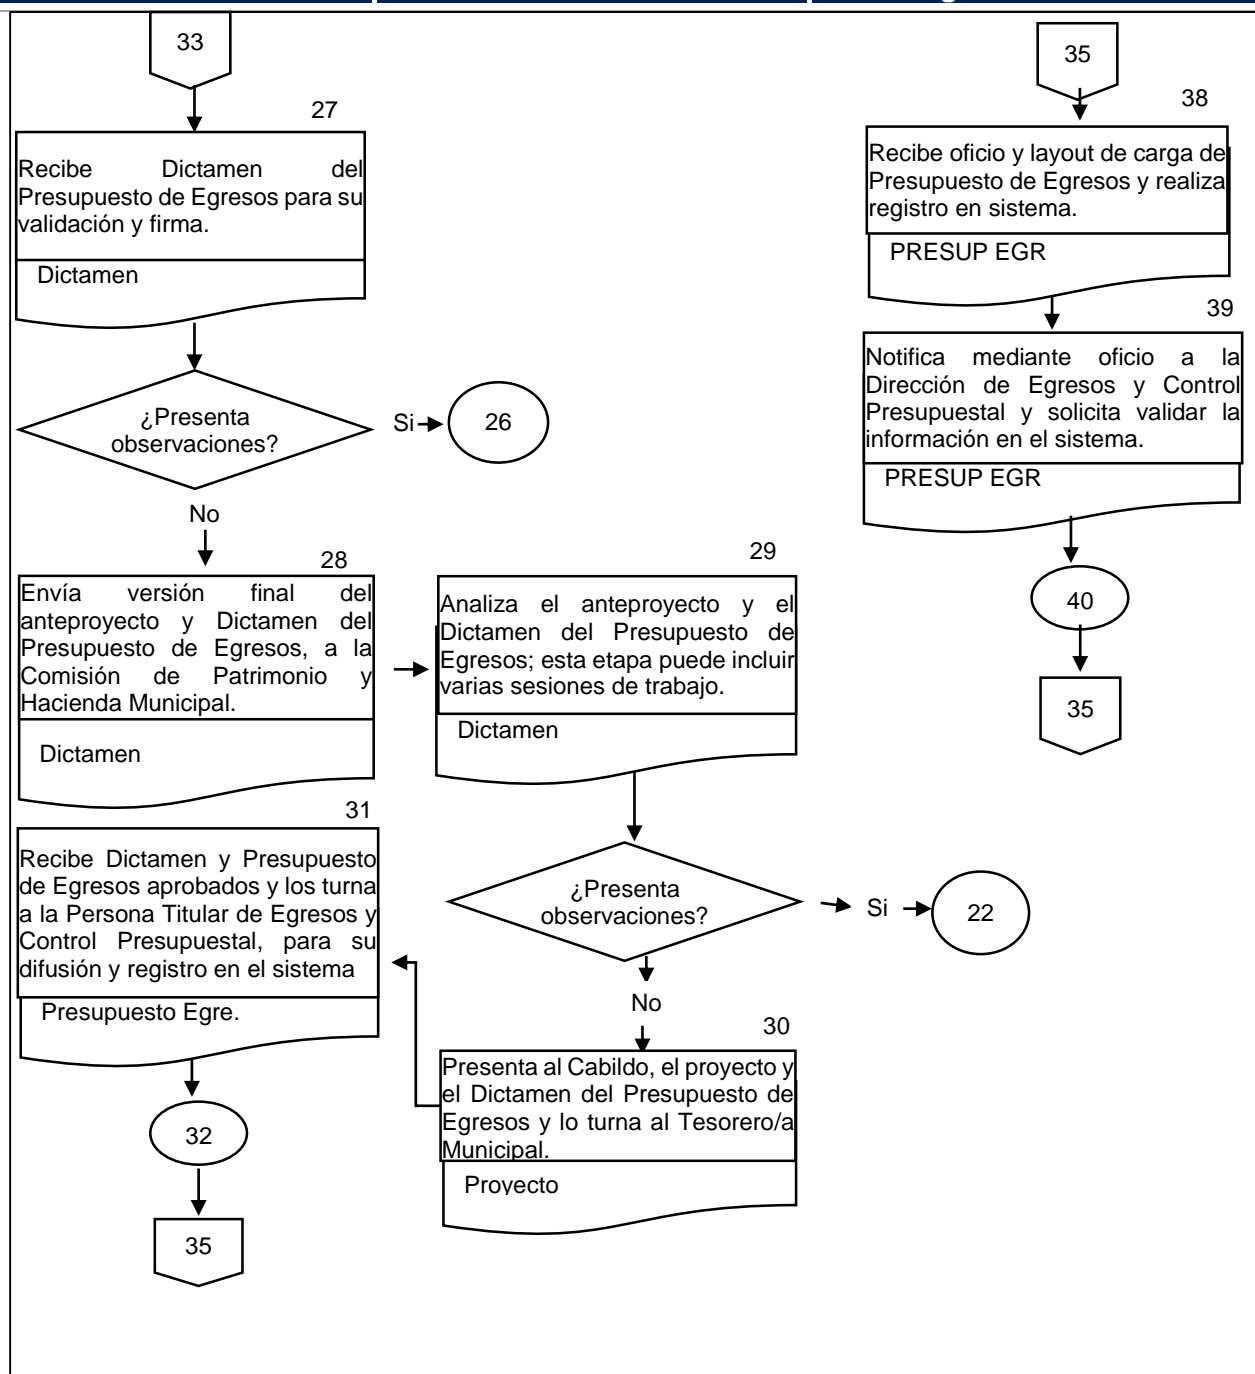 33
27
Recibe Dictamen del
Presupuesto de Egresos para su
validación y firma.
Dictamen
¿Presenta
observaciones?
Si
26
No
28
Envía versión final del
anteproyecto y Dictamen del
Presupuesto de Egresos, a la
Comisión de Patrimonio y
Hacienda Municipal.
Dictamen
29
Analiza el anteproyecto y el
Dictamen del Presupuesto de
Egresos; esta etapa puede incluir
varias sesiones de trabajo.
Dictamen
¿Presenta
observaciones?
Si
22
No
30
Presenta al Cabildo, el proyecto y
el Dictamen del Presupuesto de
Egresos y lo turna al Tesorero/a
Municipal.
Proyecto
31
Recibe Dictamen y Presupuesto
de Egresos aprobados y los turna
a la Persona Titular de Egresos y
Control Presupuestal, para su
difusión y registro en el sistema
Presupuesto Egre.
32
35
35
38
Recibe oficio y layout de carga de
Presupuesto de Egresos y realiza
registro en sistema.
PRESUP EGR
39
Notifica mediante oficio a la
Dirección de Egresos y Control
Presupuestal y solicita validar la
información en el sistema.
PRESUP EGR
40
35